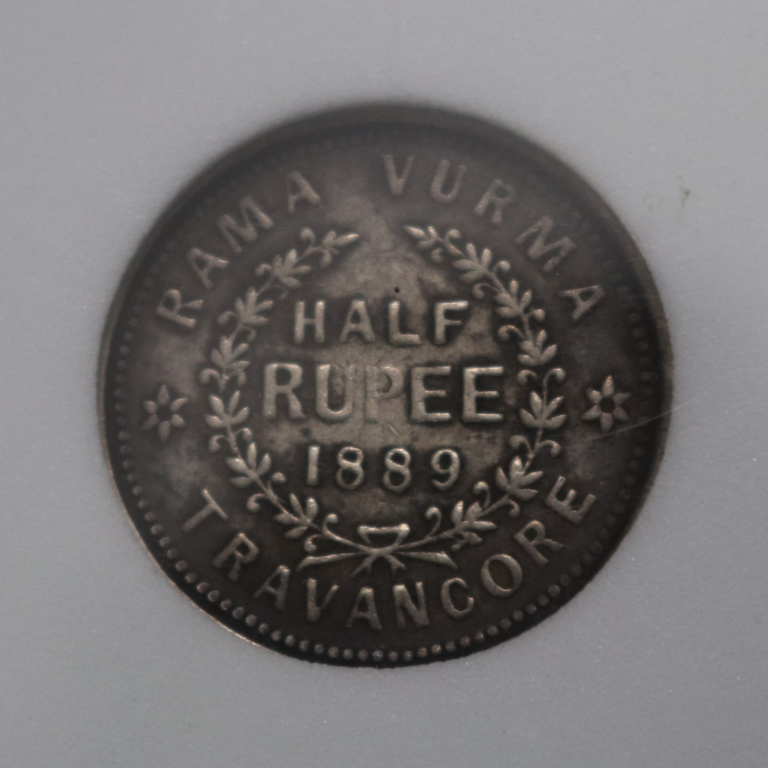 RAMA VURMA
HALF
RUPEE
1889
TRAVANCORE